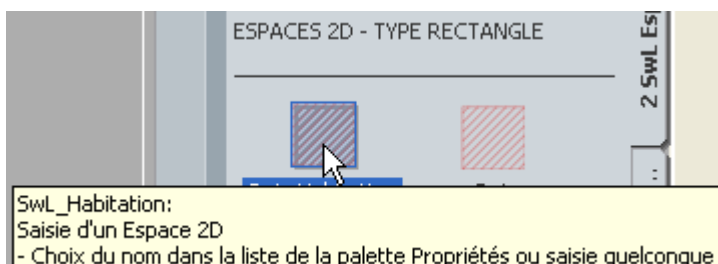 ESPACES 2D - TYPE RECTANGLE
2 SwL Esp
SwL_Habitation:
Saisie d'un Espace 2D
- Choix du nom dans la liste de la palette Propriétés ou saisie quelconque